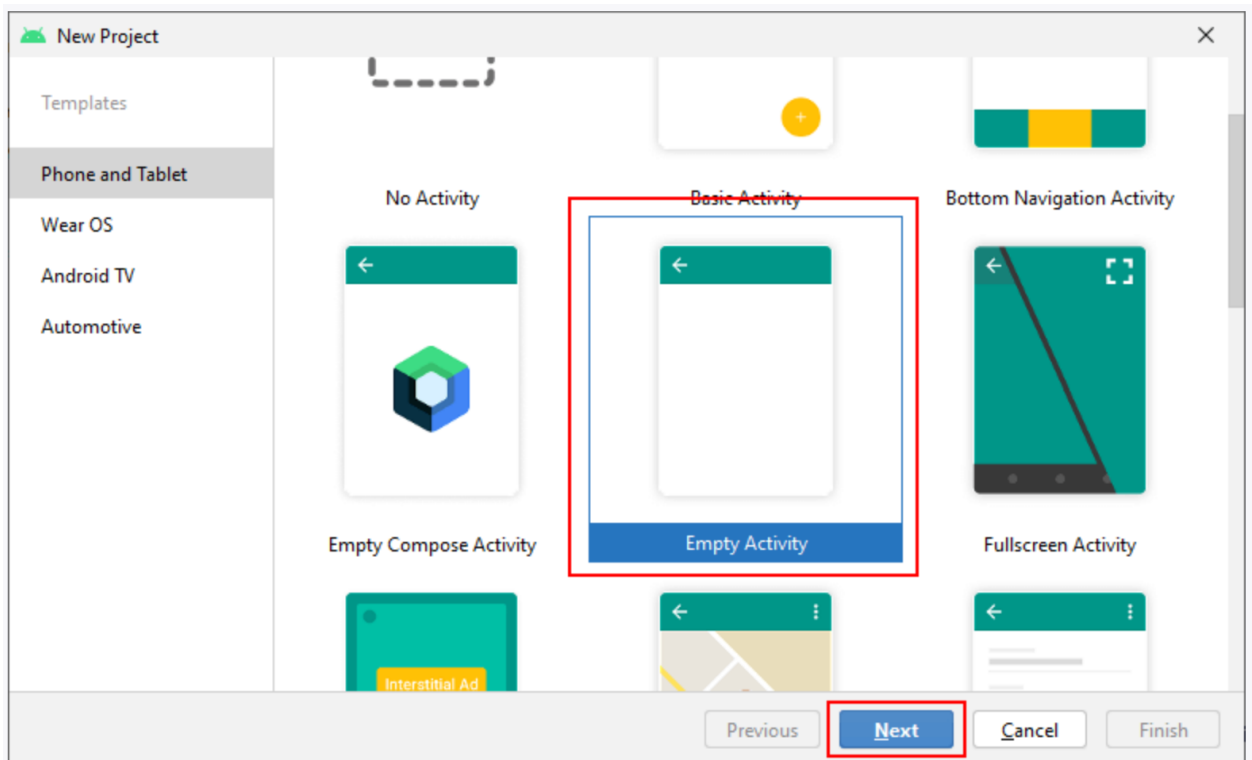 New Project
Templates
Phone and Tablet
Wear OS
Android TV
Automotive
No Activity
Basic Activity
Bottom Navigation Activity
Empty Compose Activity
Empty Activity
Fullscreen Activity
Interstitial Ad
Previous
Next
Cancel
Finish